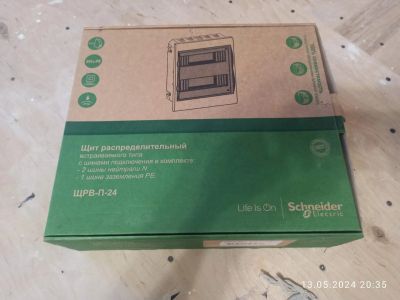 Щит распределительный
встраиваемого типа
с шинами подключения в комплекте:
- 2 шины нейтрали N
- 1 шина заземления PE
ЩРВ-П-24
Life Is On
Schneider
Electric
13.05.2024 20:35